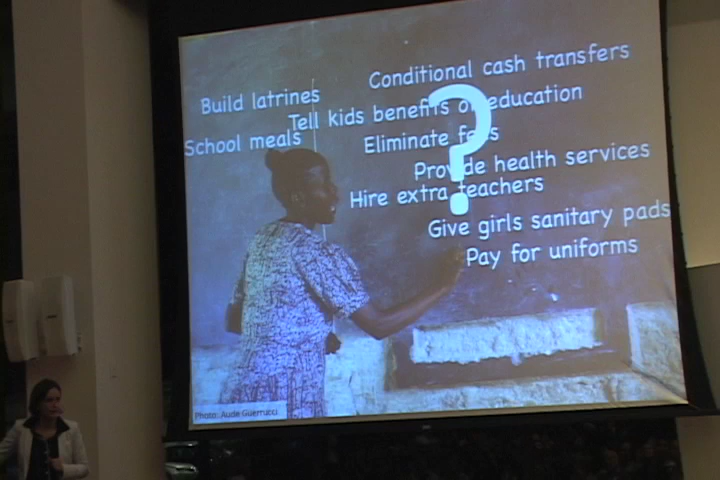 Conditional cash transfers
Build latrines
Tell kids benefits of education
School meals
Eliminate fees
Provide health services
Hire extra teachers
Give girls sanitary pads
Pay for uniforms
?
Photo: Aude Guerrucci